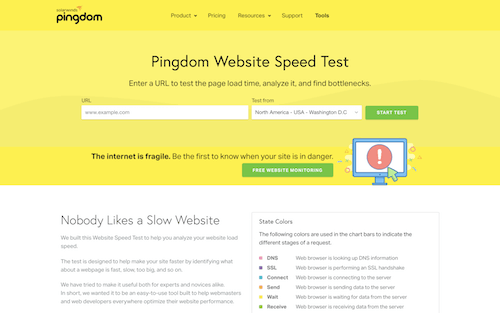 solarwinds
pingdom
Product
Pricing
Resources
Support
Tools
Pingdom Website Speed Test
Enter a URL to test the page load time, analyze it, and find bottlenecks.
URL
Test from
www.example.com
North America - USA - Washington D.C
START TEST
The internet is fragile. Be the first to know when your site is in danger.
FREE WEBSITE MONITORING
Nobody Likes a Slow Website
We built this Website Speed Test to help you analyze your website load
speed.
The test is designed to help make your site faster by identifying what
about a webpage is fast, slow, too big, and so on.
We have tried to make it useful both for experts and novices alike.
In short, we wanted it to be an easy-to-use tool built to help webmasters
and web developers everywhere optimize their website performance.
State Colors
The following colors are used in the chart bars to indicate the
different stages of a request.
DNS Web browser is looking up DNS information
SSL Web browser is performing an SSL handshake
Connect Web browser is connecting to the server
Send Web browser is sending data to the server
Wait Web browser is waiting for data from the server
Receive Web browser is receiving data from the server